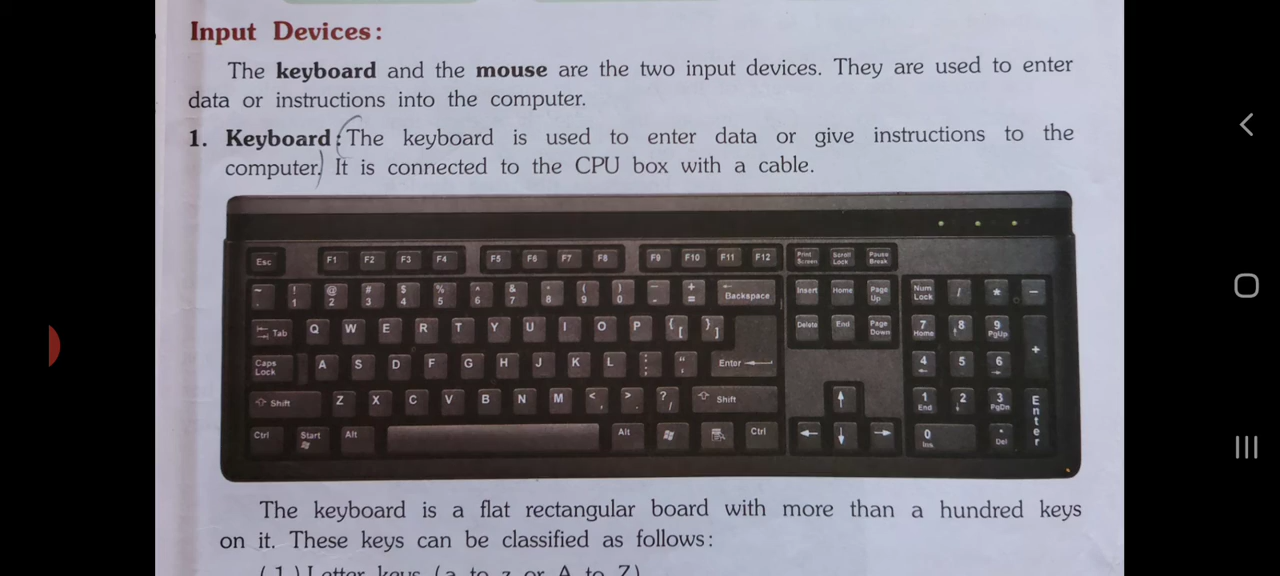 Input Devices:
The keyboard and the mouse are the two input devices. They are used to enter
data or instructions into the computer.
1. Keyboard: The keyboard is used to enter data or give instructions to the
computer. It is connected to the CPU box with a cable.
Esc F1 F2 F3 F4 F5 F6 F7 F8 F9 F10 F11 F12 Print Screen Scroll Lock Pause Break
! 1 @ 2 # 3 $ 4 % 5 ^ 6 & 7 * 8 ( 9 ) 0 + = Backspace Insert Home Page Up Num Lock / * -
Tab Q W E R T Y U I O P { [ } ] Delete End Page Down 7 Home 8 9 PgUp +
Caps Lock A S D F G H J K L : ; " ' Enter 4 5 6
Shift Z X C V B N M < , > . ? / Shift ↑ 1 End 2 3 PgDn Enter
Ctrl Start Alt Alt Ctrl ← ↓ → 0 Ins . Del
The keyboard is a flat rectangular board with more than a hundred keys
on it. These keys can be classified as follows:
(1) Letter keys (a to z or A to Z)